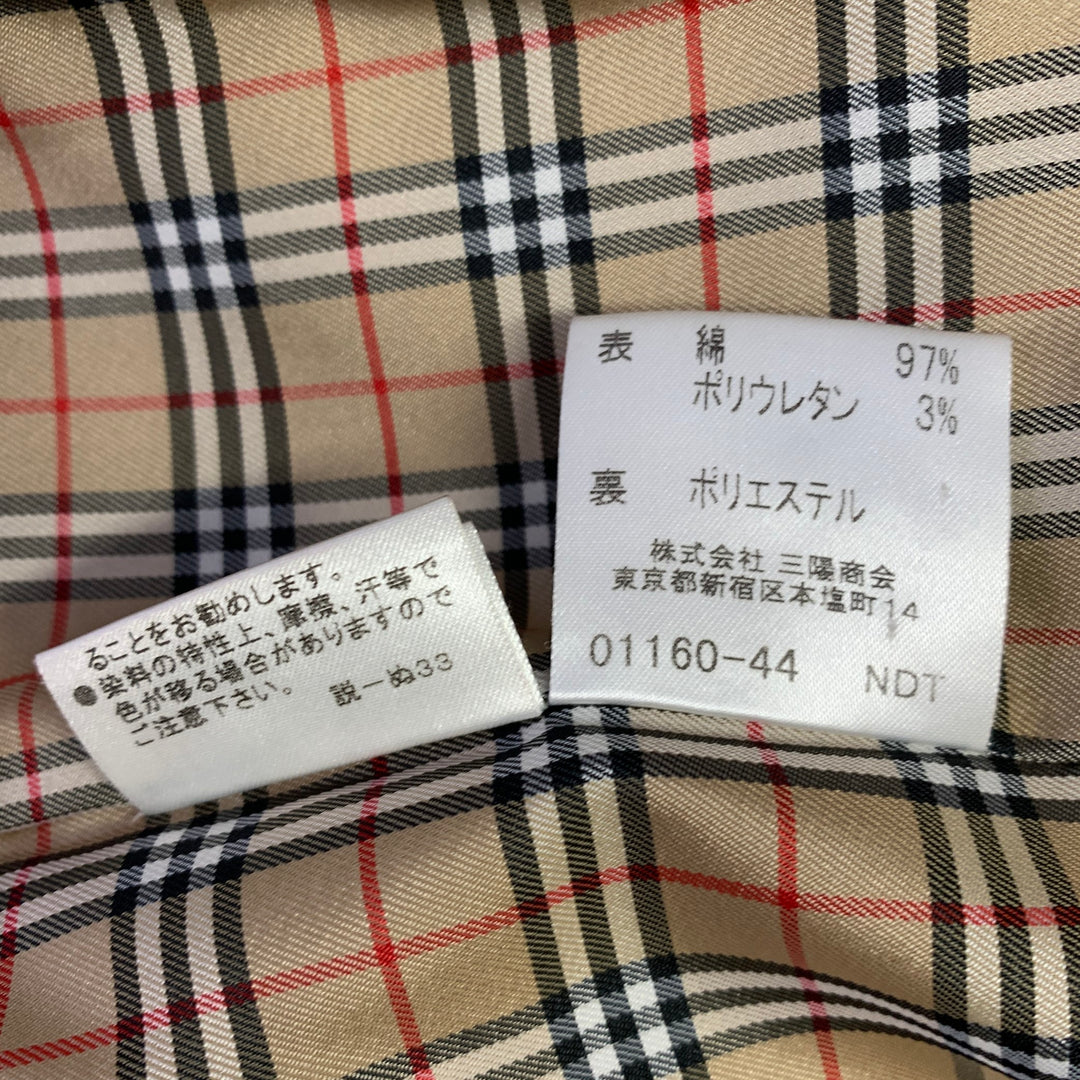 表 綿 97%
ポリウレタン 3%
裏 ポリエステル
株式会社 三陽商会
東京都新宿区本塩町14
01160-44 NDT
ることをお勧めします。
●染料の特性上、摩擦、汗等で
色が移る場合がありますので
ご注意下さい。 説-ぬ33